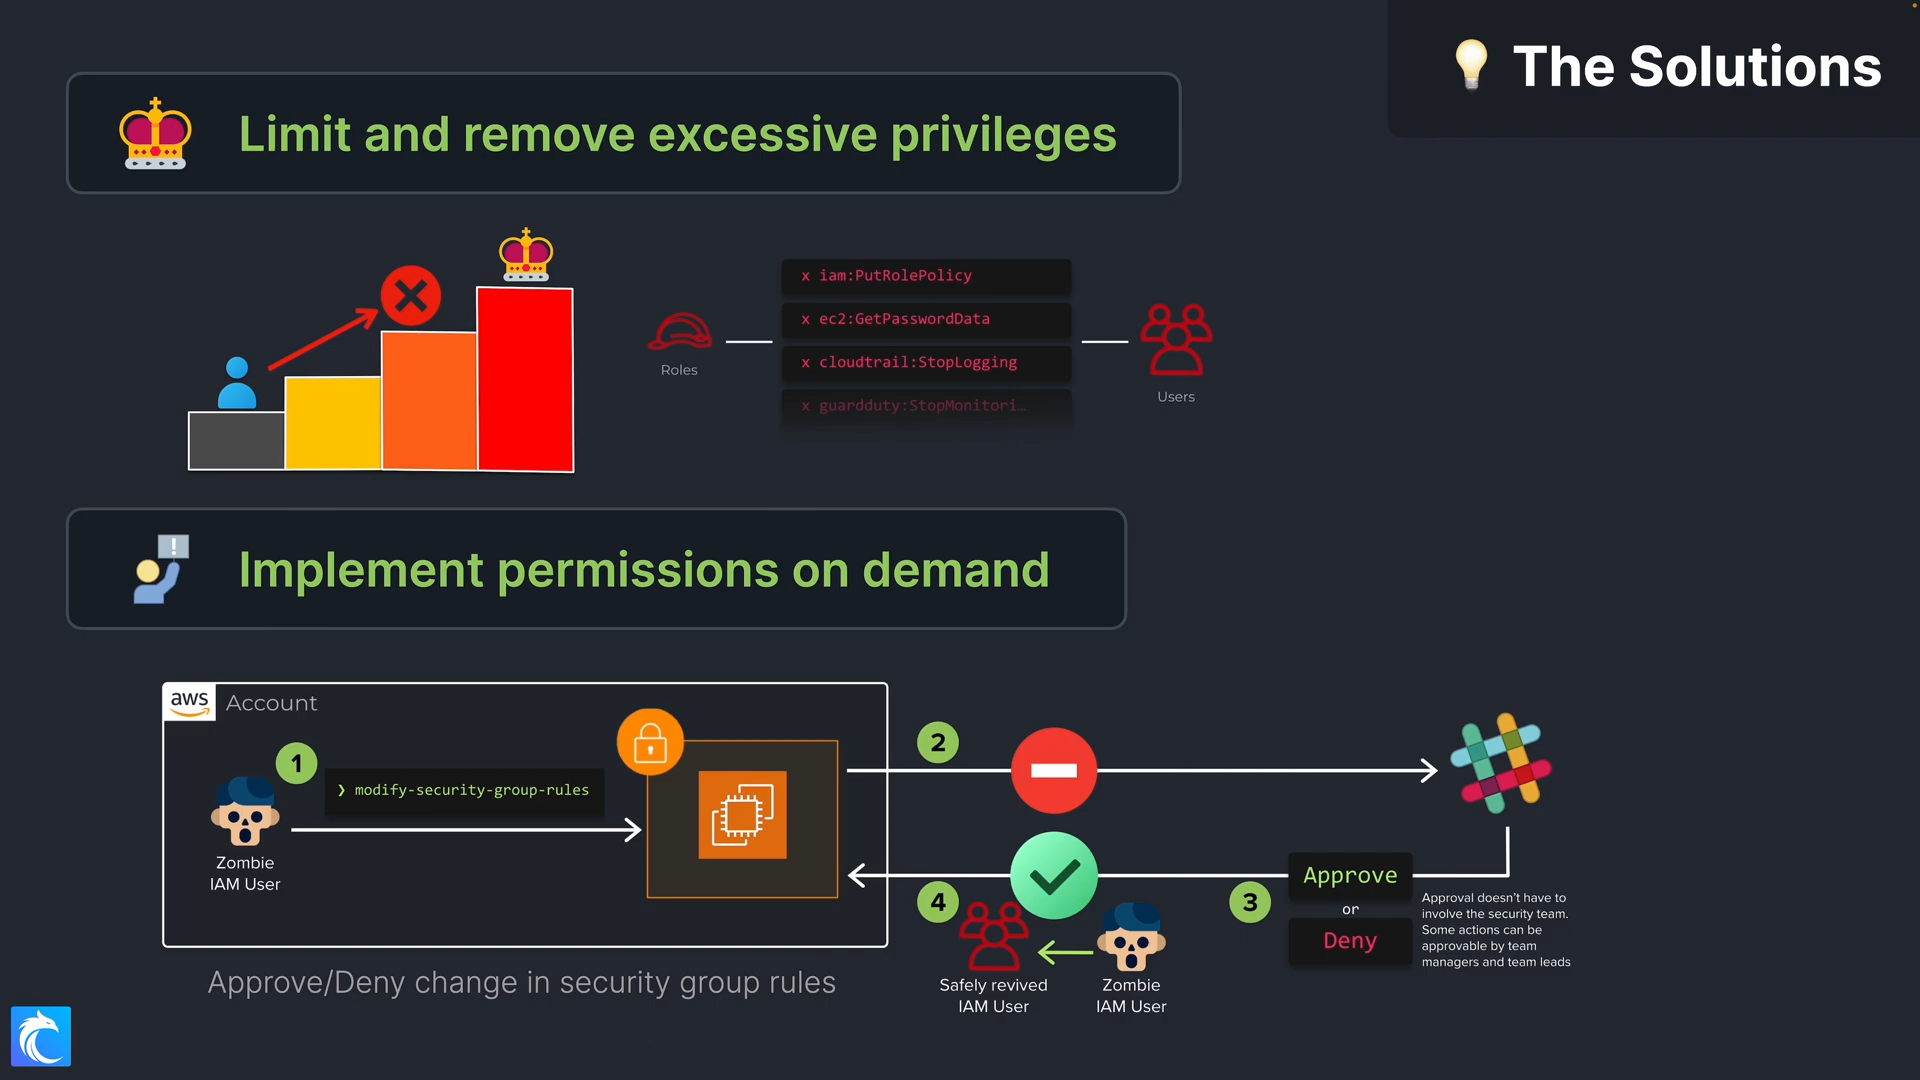 The Solutions
Limit and remove excessive privileges
x iam:PutRolePolicy
x ec2:GetPasswordData
x cloudtrail:StopLogging
x guardduty:StopMonitori…
Roles
Users
!
Implement permissions on demand
aws
Account
1
❯ modify-security-group-rules
Zombie
IAM User
2
4
3
Approve
or
Deny
Approval doesn't have to
involve the security team.
Some actions can be
approvable by team
managers and team leads
Safely revived
IAM User
Zombie
IAM User
Approve/Deny change in security group rules